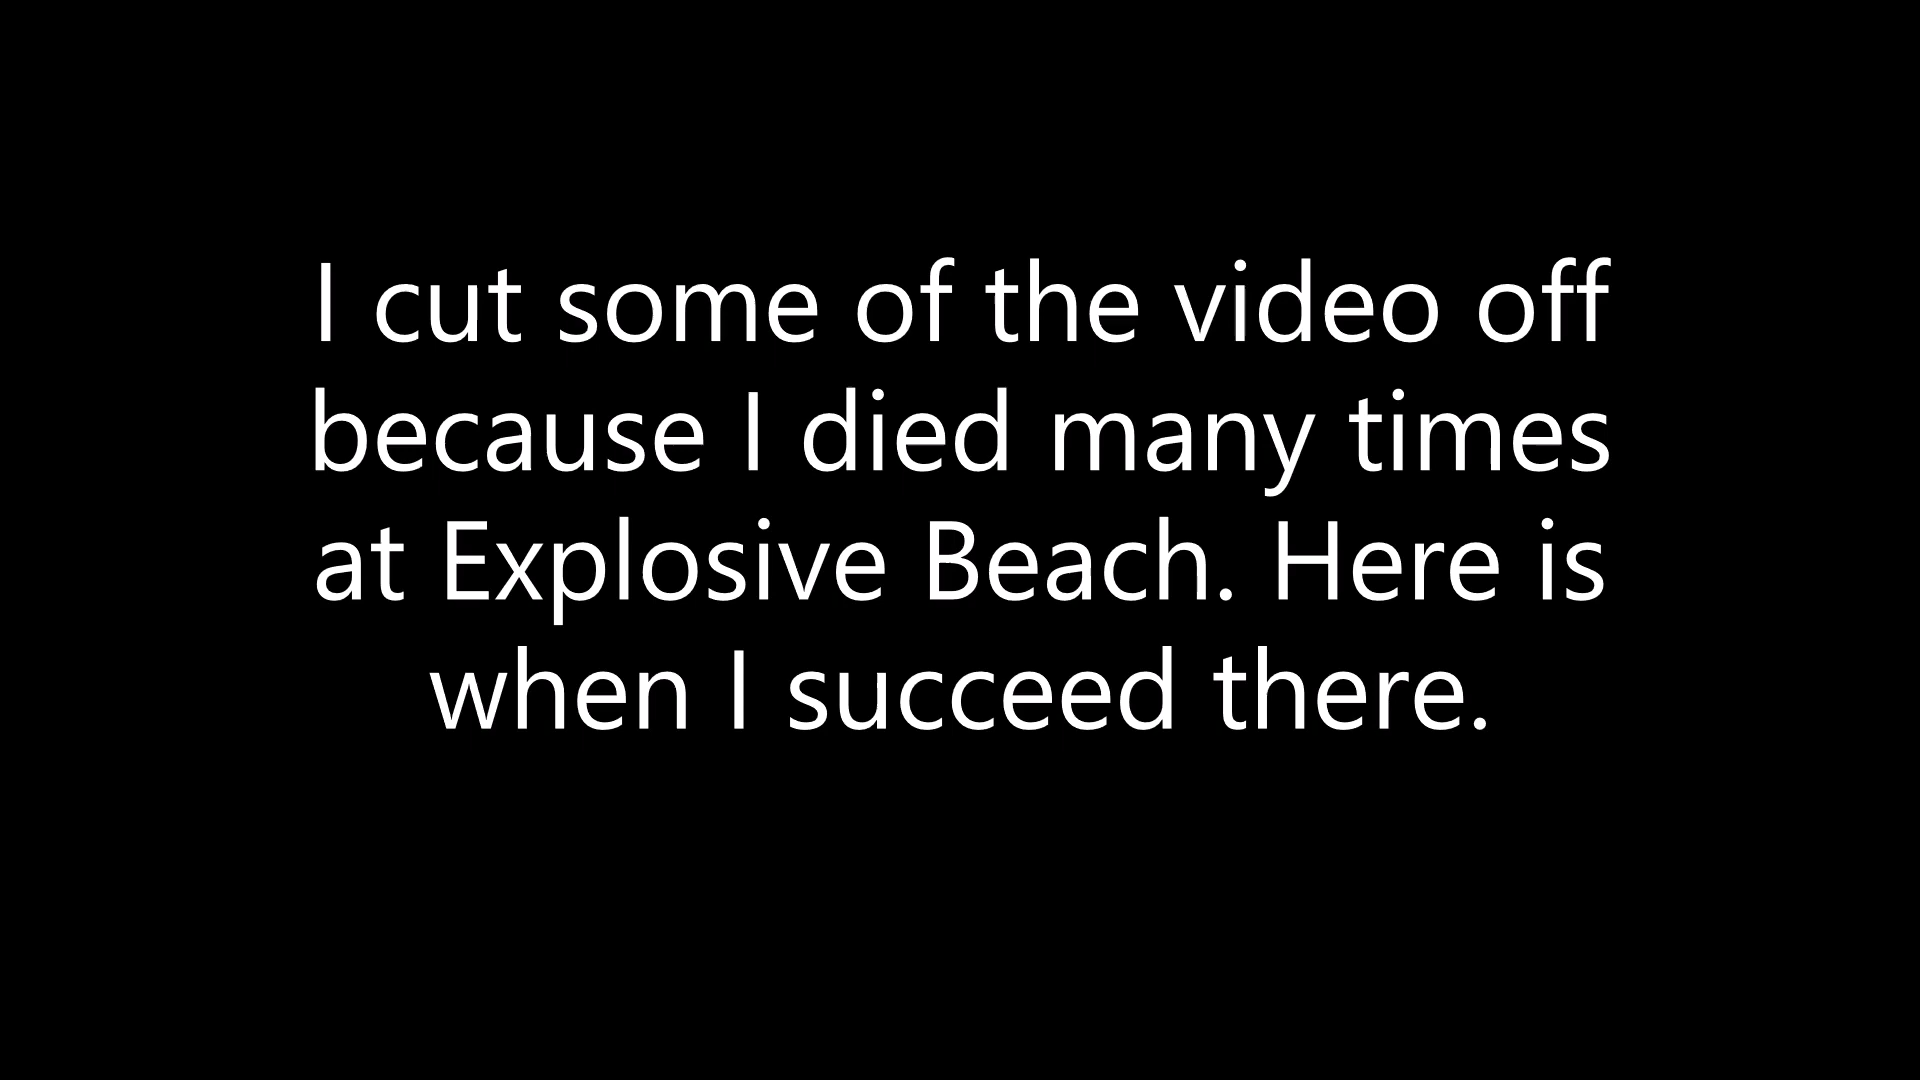 I cut some of the video off
because I died many times
at Explosive Beach. Here is
when I succeed there.